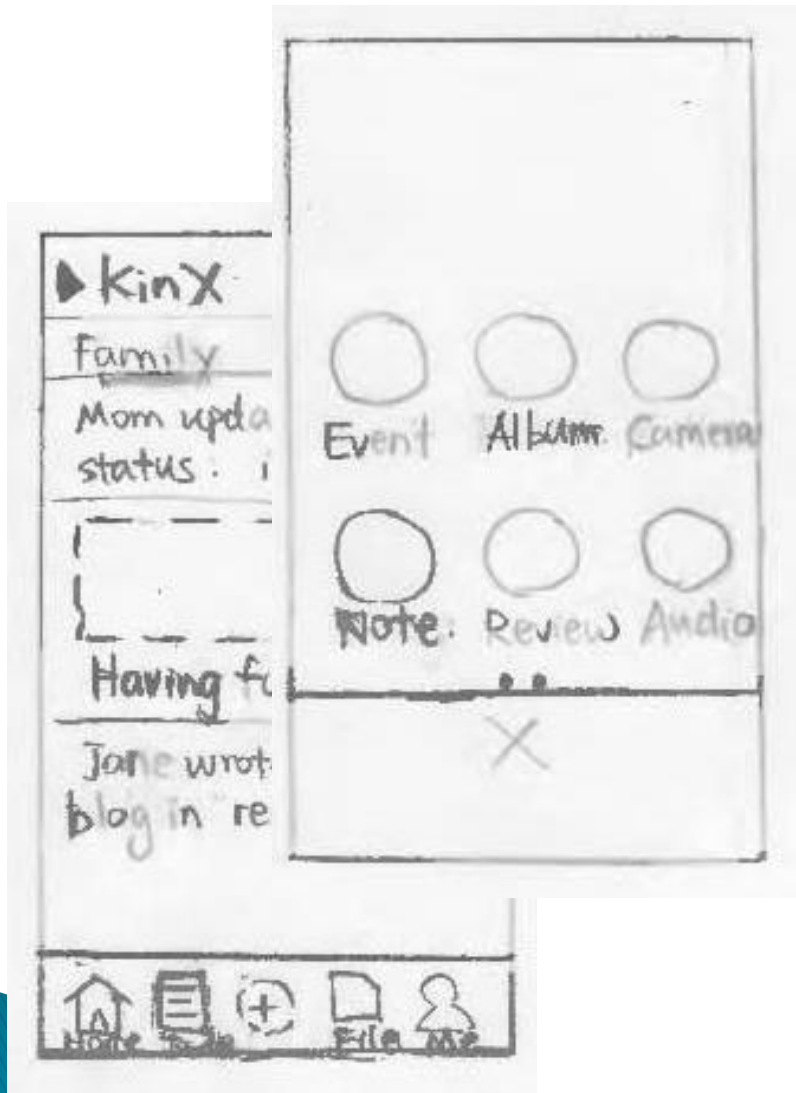 KinX
Family
Mom upda
status: i
Having fo
Jane wrot
blog in re
Home
File Me
Event Album Camera
Note Review Audio
X